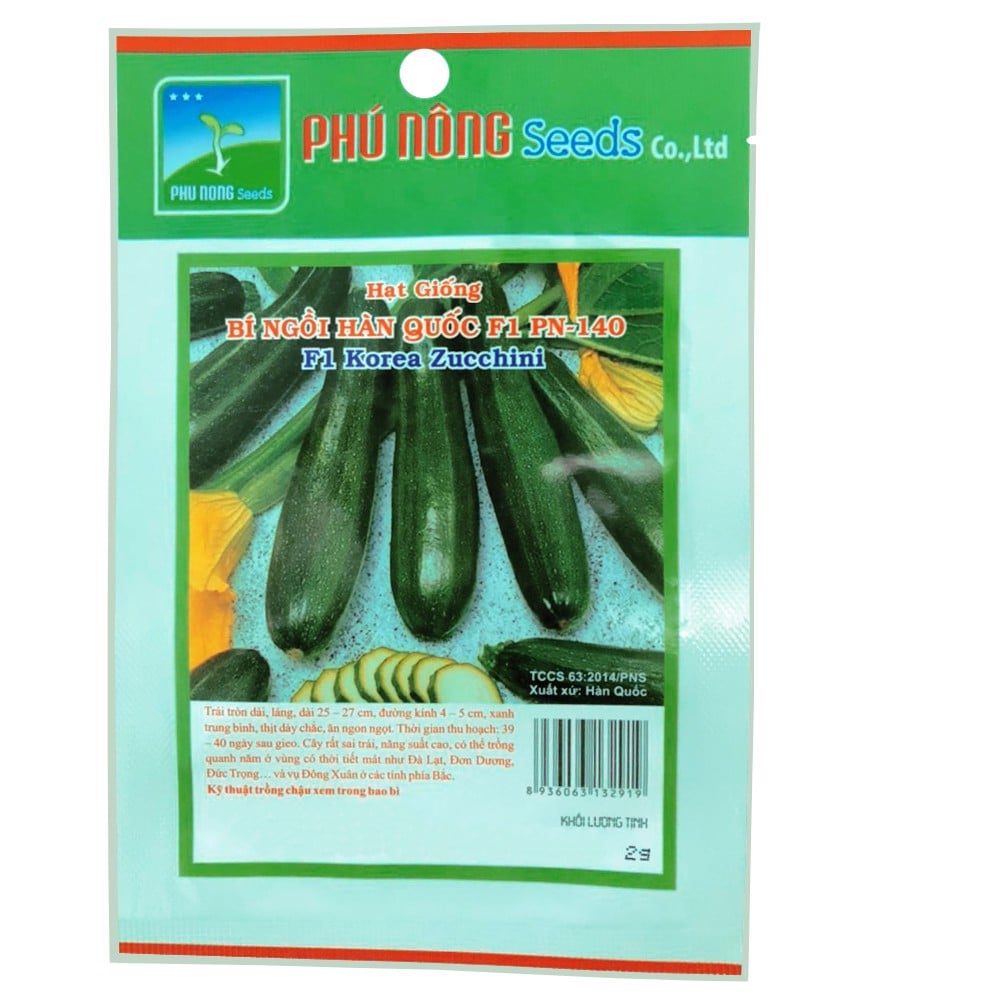 PHÚ NÔNG Seeds Co.,Ltd
PHU NONG Seeds
Hạt Giống
BÍ NGỒI HÀN QUỐC F1 PN-140
F1 Korea Zucchini
TCCS 63:2014/PNS
Xuất xứ: Hàn Quốc
Trái tròn dài, láng, dài 25 – 27 cm, đường kính 4 – 5 cm, xanh
trung bình, thịt dày chắc, ăn ngon ngọt. Thời gian thu hoạch: 39
– 40 ngày sau gieo. Cây rất sai trái, năng suất cao, có thể trồng
quanh năm ở vùng có thời tiết mát như Đà Lạt, Đơn Dương,
Đức Trọng… và vụ Đông Xuân ở các tỉnh phía Bắc.
Kỹ thuật trồng chậu xem trong bao bì
8 936063 132919
KHỐI LƯỢNG TỊNH
2g